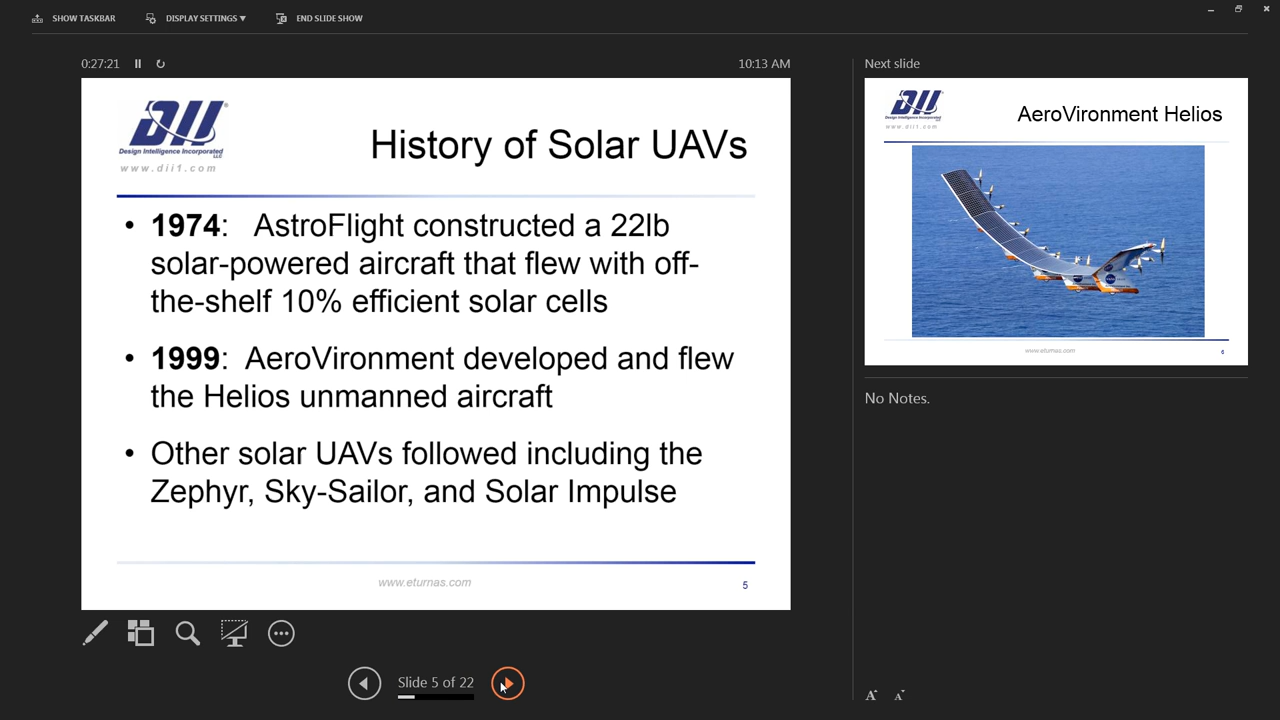 SHOW TASKBAR
DISPLAY SETTINGS ▼
END SLIDE SHOW
0:27:21
10:13 AM
DII
Design Intelligence Incorporated
LLC
www.dii1.com
History of Solar UAVs
• 1974: AstroFlight constructed a 22lb
solar-powered aircraft that flew with off-
the-shelf 10% efficient solar cells
• 1999: AeroVironment developed and flew
the Helios unmanned aircraft
• Other solar UAVs followed including the
Zephyr, Sky-Sailor, and Solar Impulse
www.eturnas.com
5
Slide 5 of 22
Next slide
DII
Design Intelligence Incorporated
www.dii1.com
AeroVironment Helios
www.eturnas.com
6
No Notes.
A
A